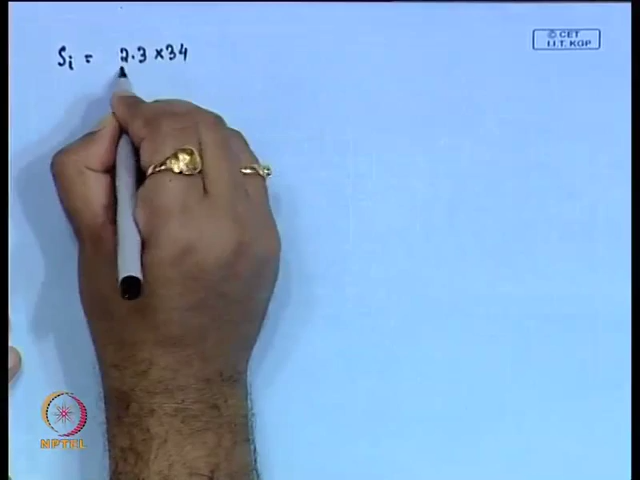 Si = 2.3 × 34
© CET
I.I.T. KGP
NPTEL